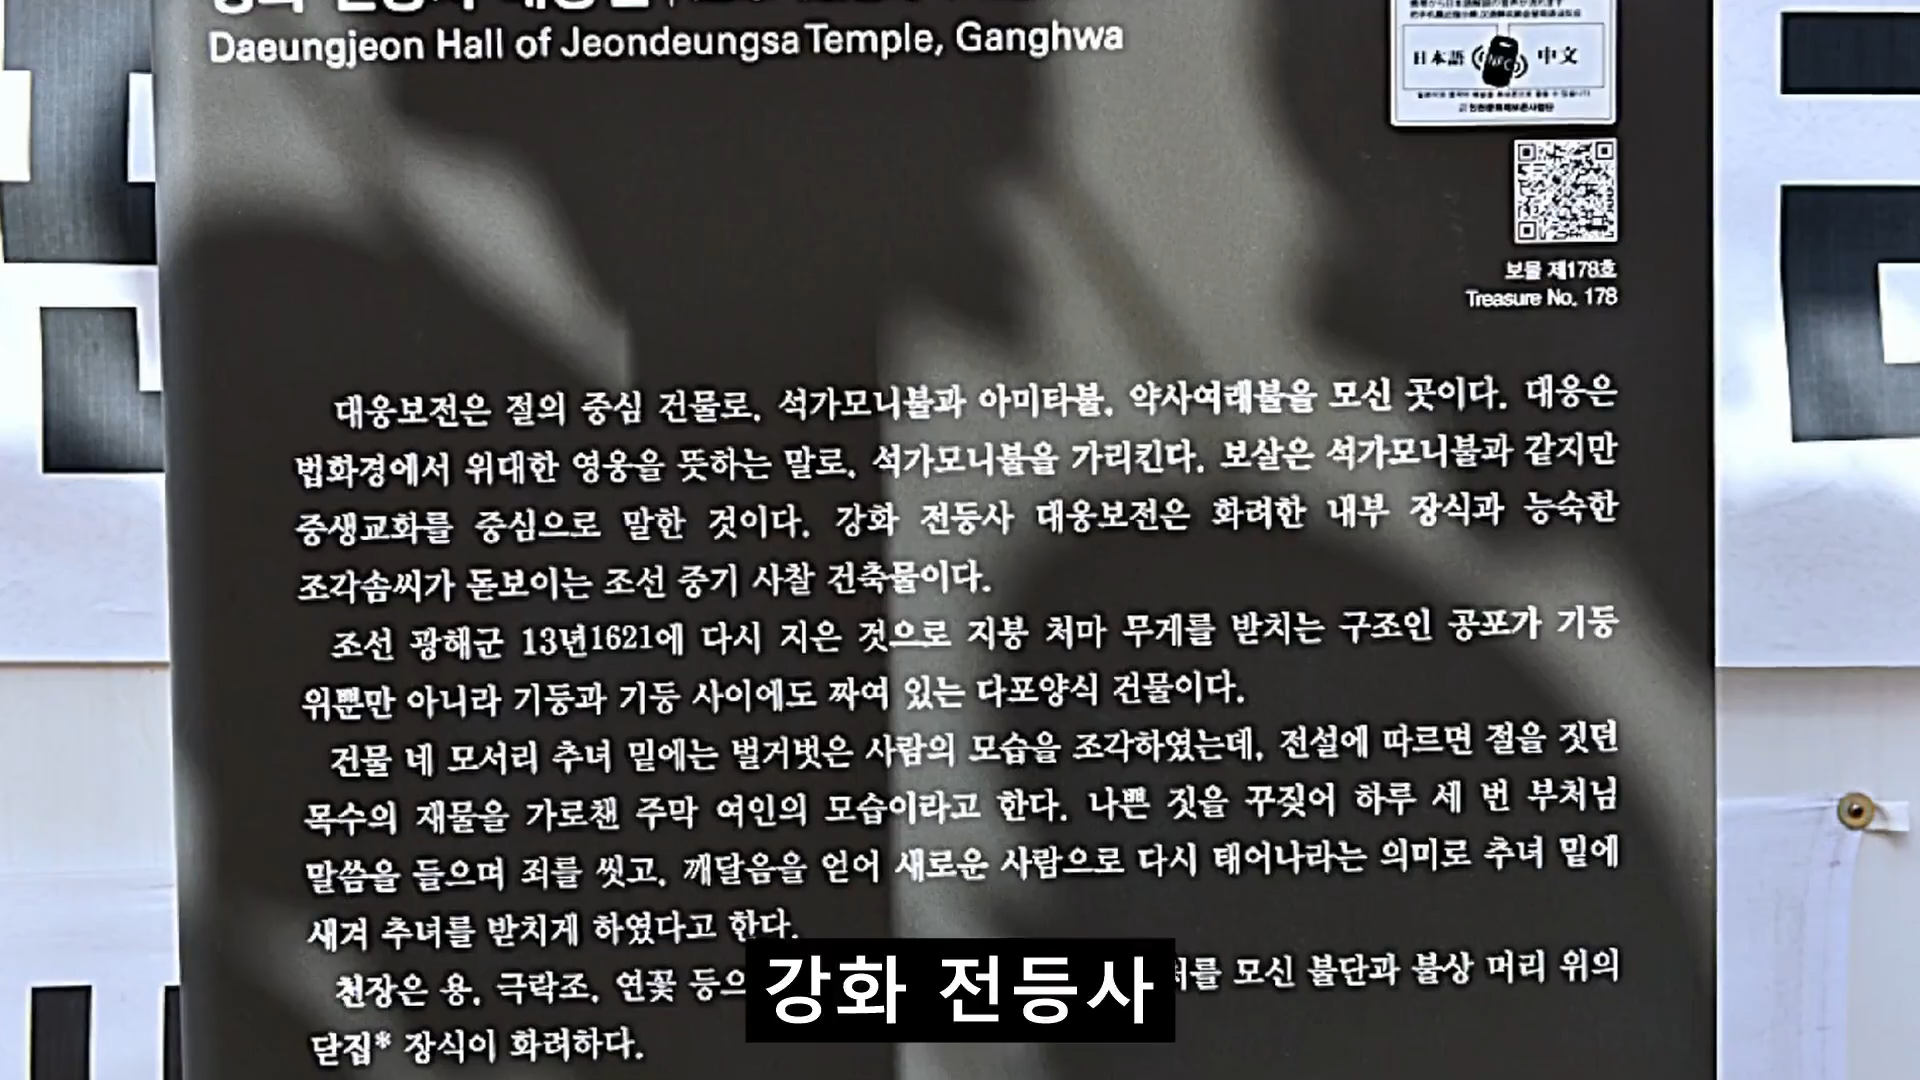 Daeungjeon Hall of Jeondeungsa Temple, Ganghwa
日本語 中文
보물 제178호
Treasure No. 178
대웅보전은 절의 중심 건물로, 석가모니불과 아미타불, 약사여래불을 모신 곳이다. 대웅은
법화경에서 위대한 영웅을 뜻하는 말로, 석가모니불을 가리킨다. 보살은 석가모니불과 같지만
중생교화를 중심으로 말한 것이다. 강화 전등사 대웅보전은 화려한 내부 장식과 능숙한
조각솜씨가 돋보이는 조선 중기 사찰 건축물이다.
조선 광해군 13년1621에 다시 지은 것으로 지붕 처마 무게를 받치는 구조인 공포가 기둥
위뿐만 아니라 기둥과 기둥 사이에도 짜여 있는 다포양식 건물이다.
건물 네 모서리 추녀 밑에는 벌거벗은 사람의 모습을 조각하였는데, 전설에 따르면 절을 짓던
목수의 재물을 가로챈 주막 여인의 모습이라고 한다. 나쁜 짓을 꾸짖어 하루 세 번 부처님
말씀을 들으며 죄를 씻고, 깨달음을 얻어 새로운 사람으로 다시 태어나라는 의미로 추녀 밑에
새겨 추녀를 받치게 하였다고 한다.
천장은 용, 극락조, 연꽃 등으 모신 불단과 불상 머리 위의
닫집* 장식이 화려하다.
강화 전등사